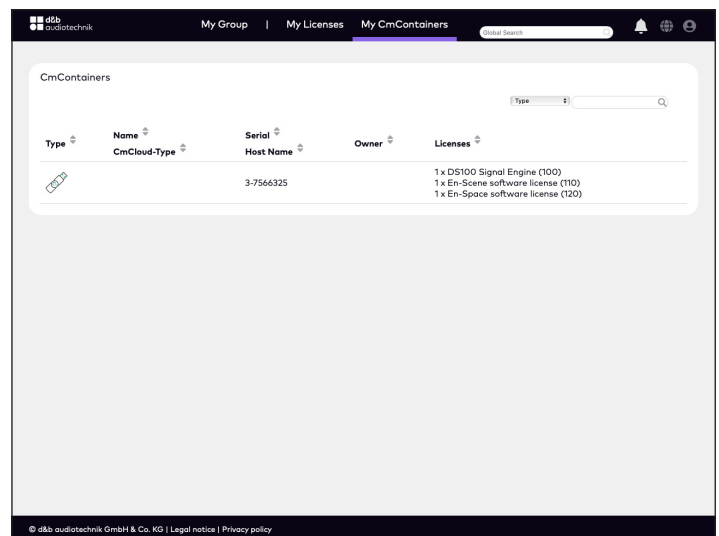 d&b
audiotechnik
My Group | My Licenses My CmContainers
Global Search
CmContainers
Type
Type Name Serial Owner Licenses
CmCloud-Type Host Name
3-7566325
1 x DS100 Signal Engine (100)
1 x En-Scene software license (110)
1 x En-Space software license (120)
© d&b audiotechnik GmbH & Co. KG | Legal notice | Privacy policy